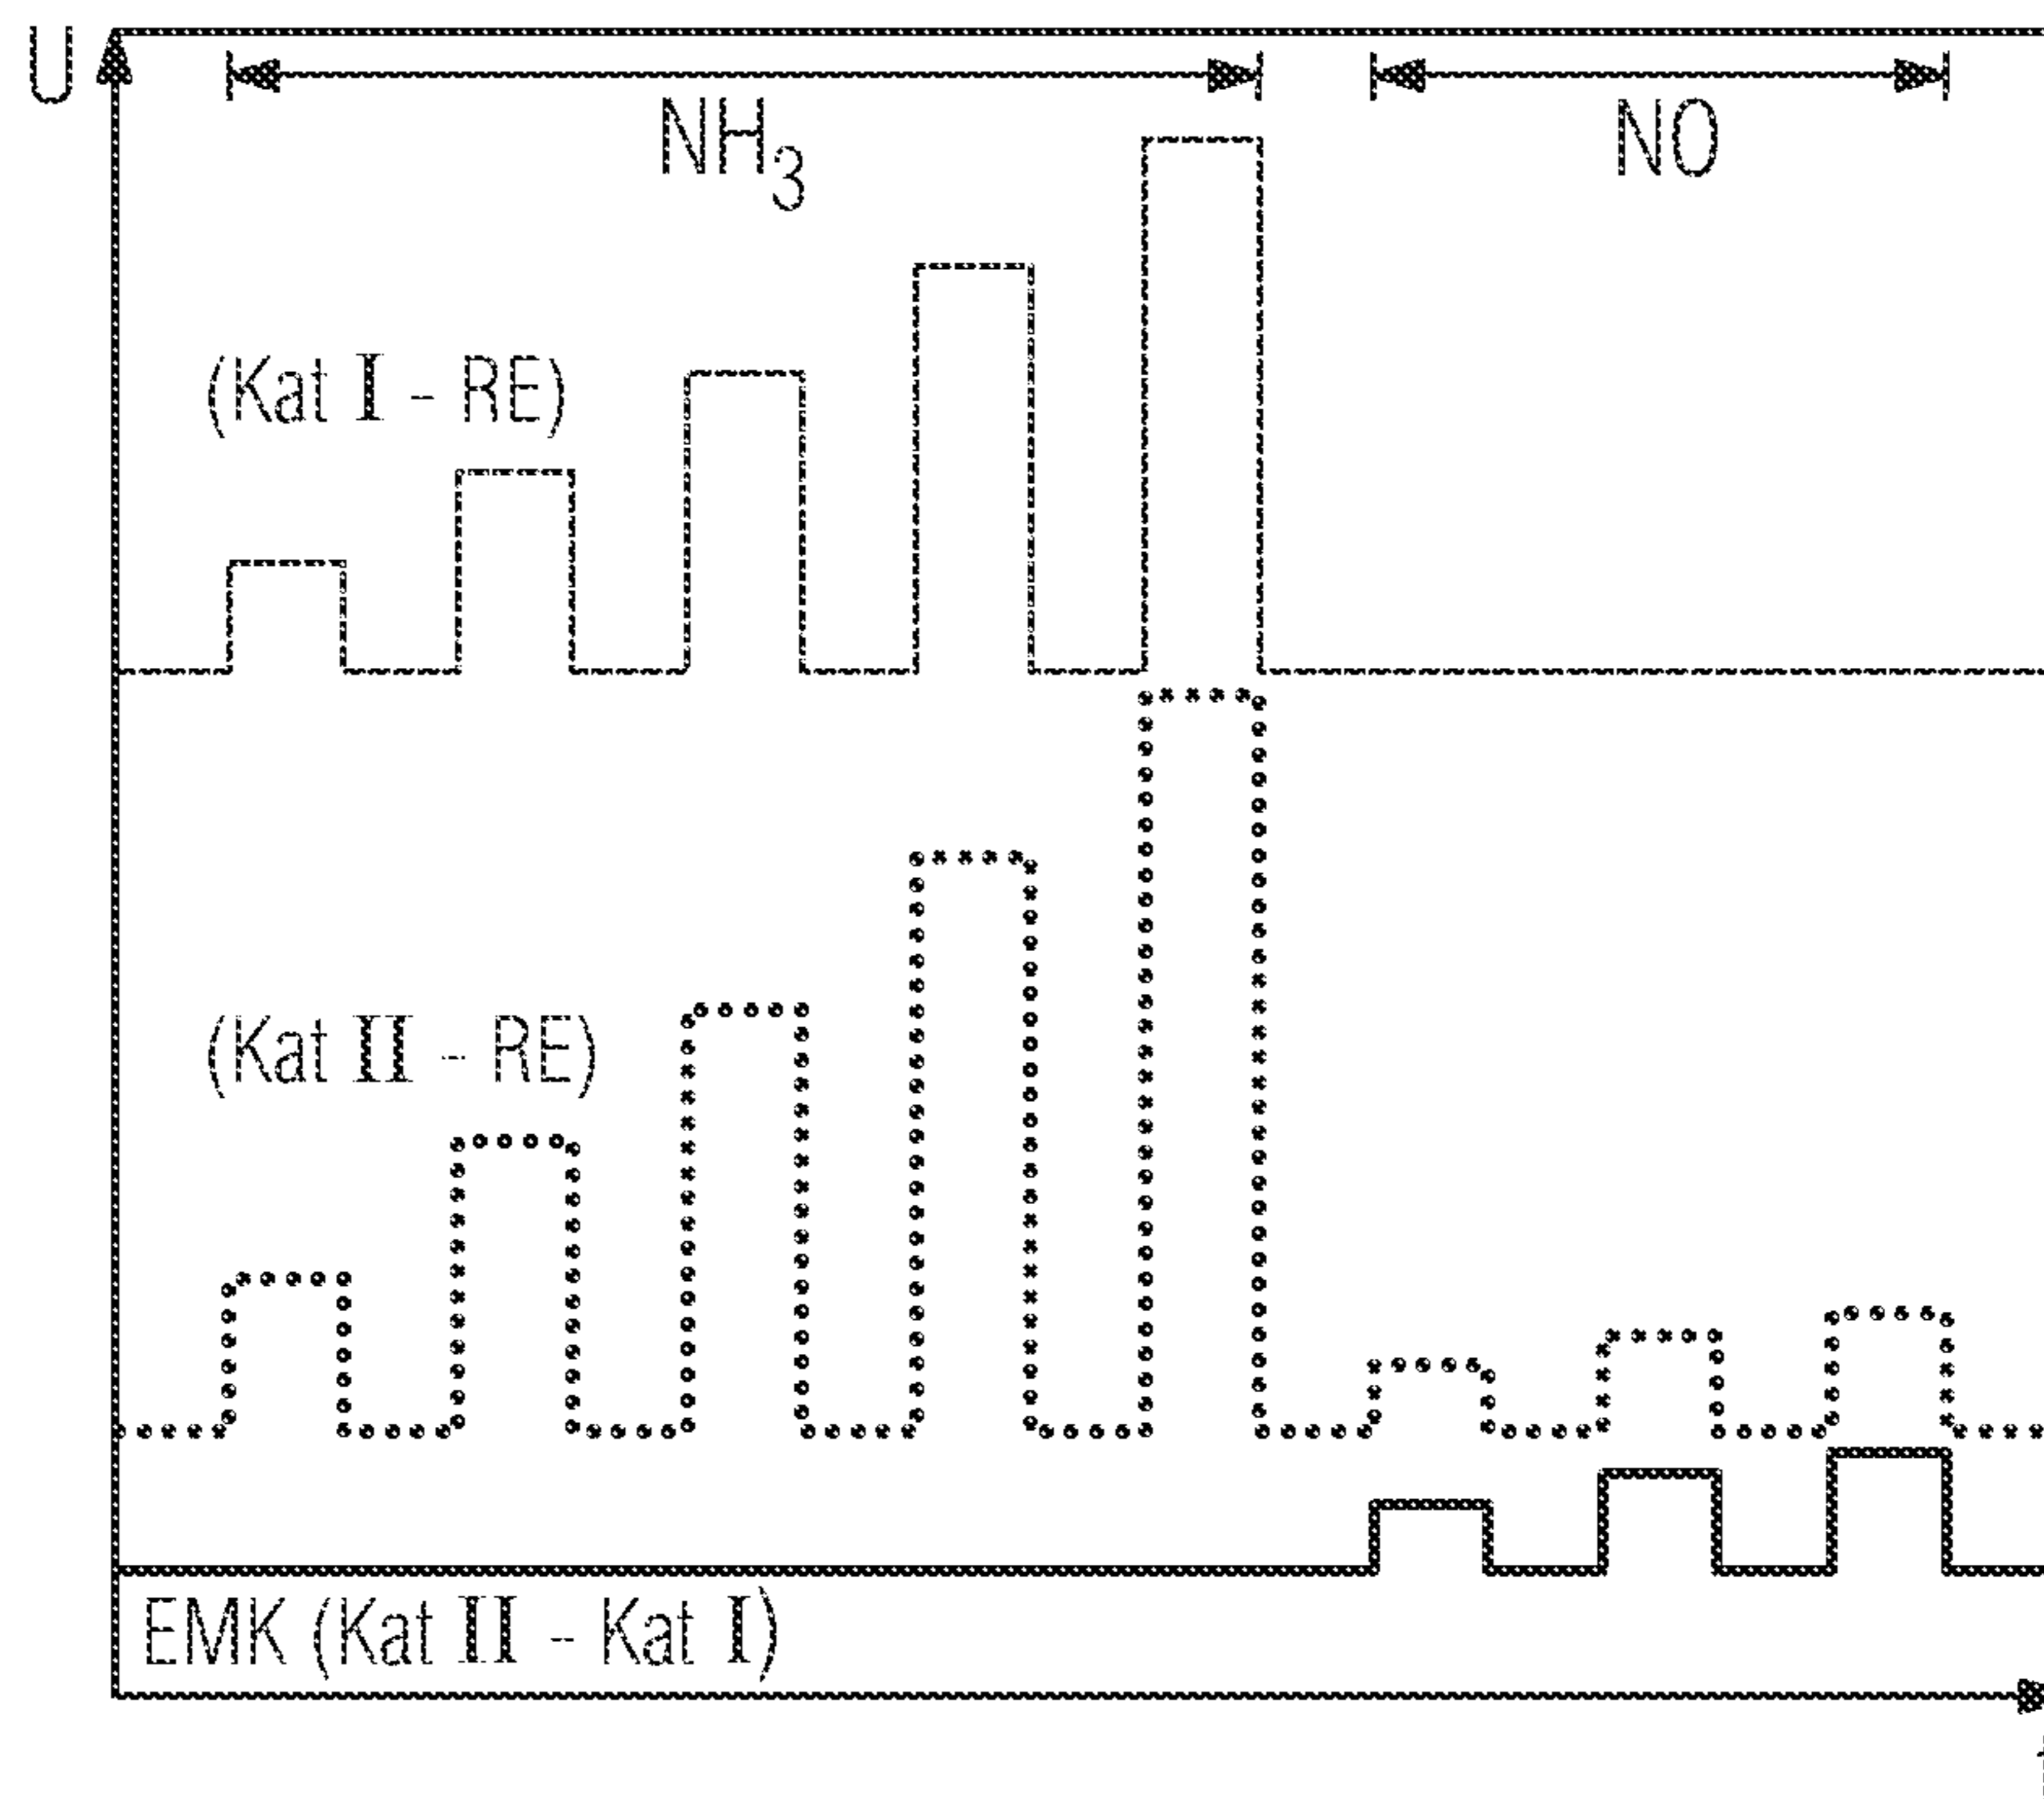 U
NH3
NO
(Kat I - RE)
(Kat II - RE)
EMK (Kat II - Kat I)